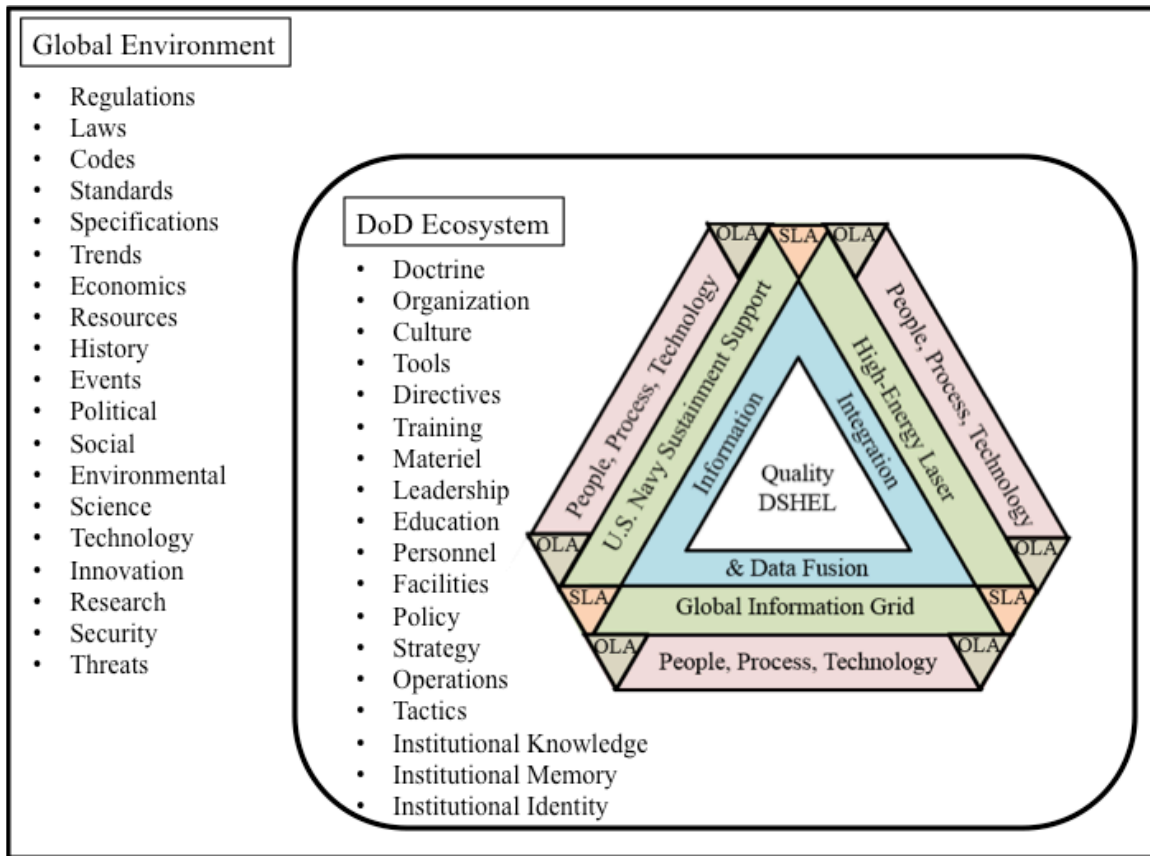 Global Environment
• Regulations
• Laws
• Codes
• Standards
• Specifications
• Trends
• Economics
• Resources
• History
• Events
• Political
• Social
• Environmental
• Science
• Technology
• Innovation
• Research
• Security
• Threats
DoD Ecosystem
• Doctrine
• Organization
• Culture
• Tools
• Directives
• Training
• Materiel
• Leadership
• Education
• Personnel
• Facilities
• Policy
• Strategy
• Operations
• Tactics
• Institutional Knowledge
• Institutional Memory
• Institutional Identity
OLA
SLA
OLA
People, Process, Technology
U.S. Navy Sustainment Support
Information
Integration
High-Energy Laser
People, Process, Technology
Quality
DSHEL
OLA
OLA
& Data Fusion
SLA
Global Information Grid
SLA
OLA
People, Process, Technology
OLA